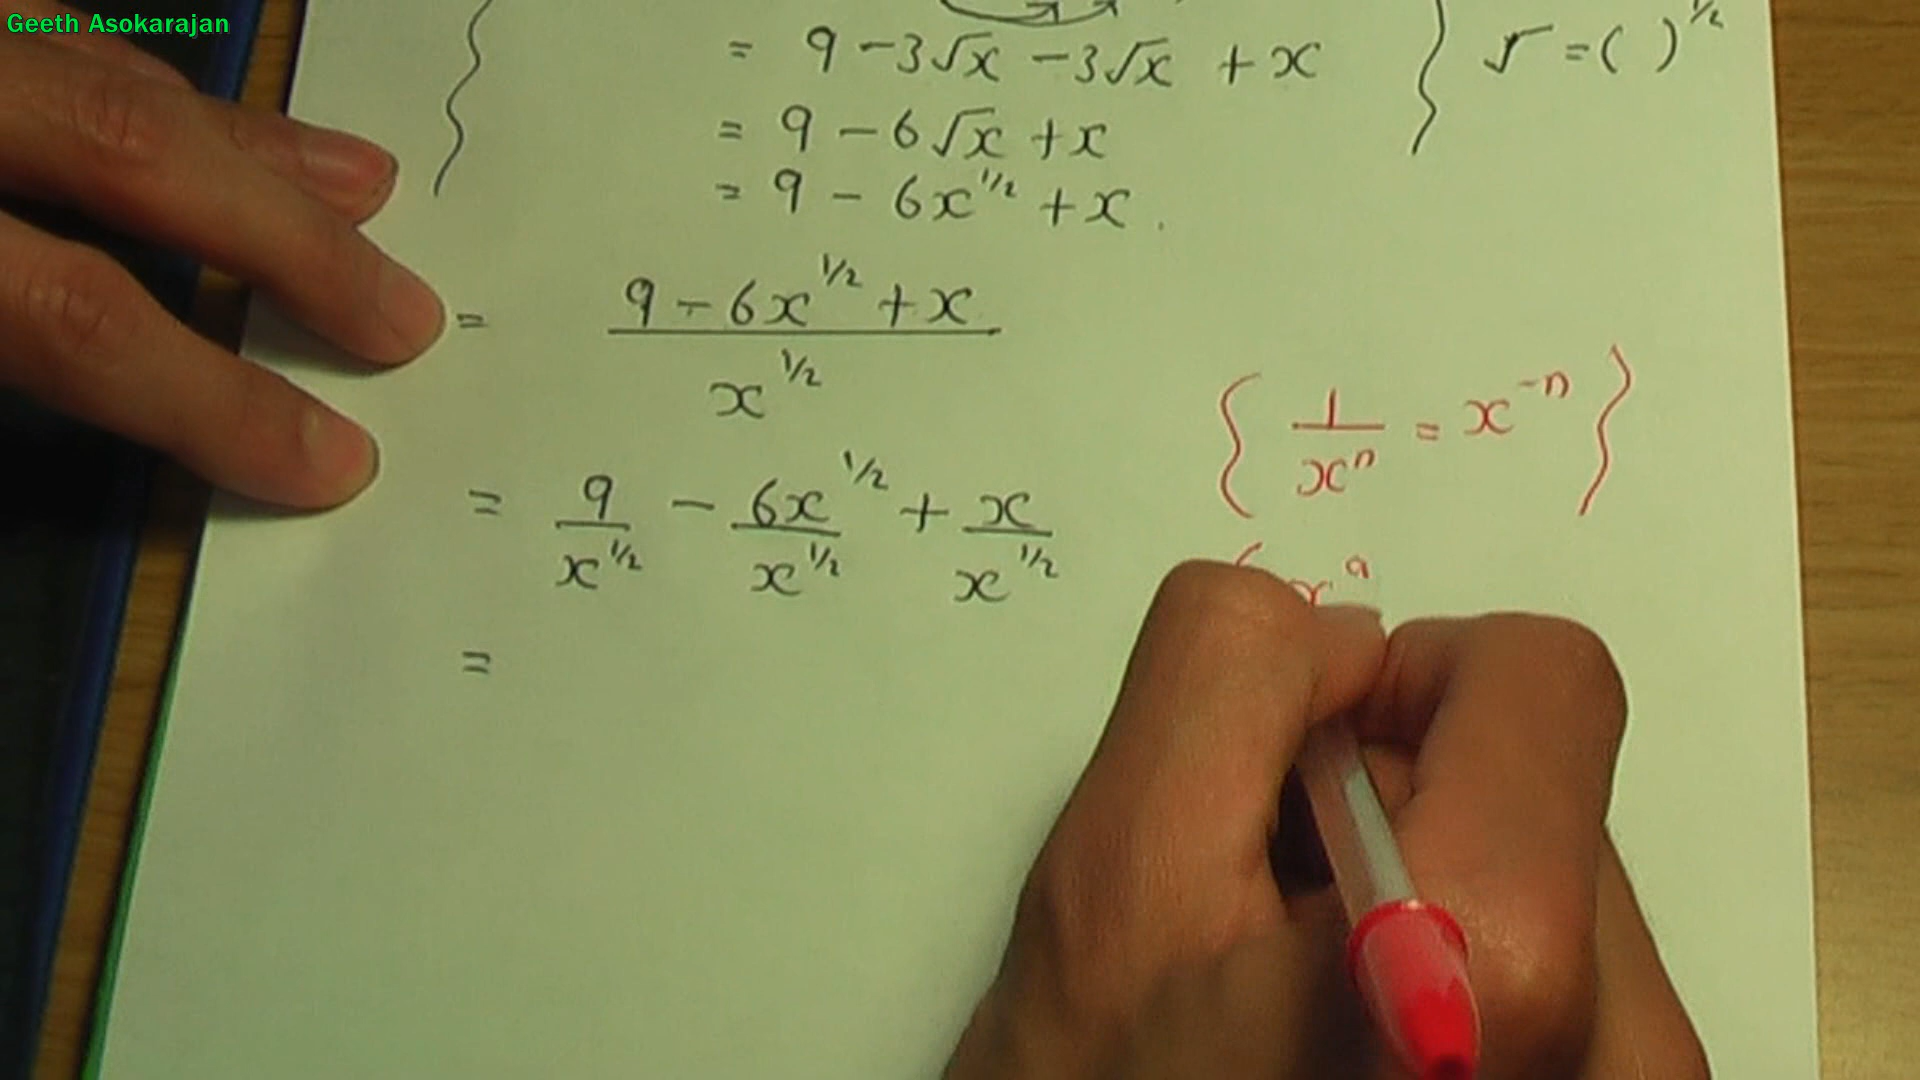 Geeth Asokarajan
= 9 - 3√x - 3√x + x } √ = ( )^1/2
= 9 - 6√x + x
= 9 - 6x^1/2 + x .
= (9 - 6x^1/2 + x) / x^1/2
{ 1/x^n = x^-n }
= 9/x^1/2 - 6x^1/2/x^1/2 + x/x^1/2
{ x^a
=